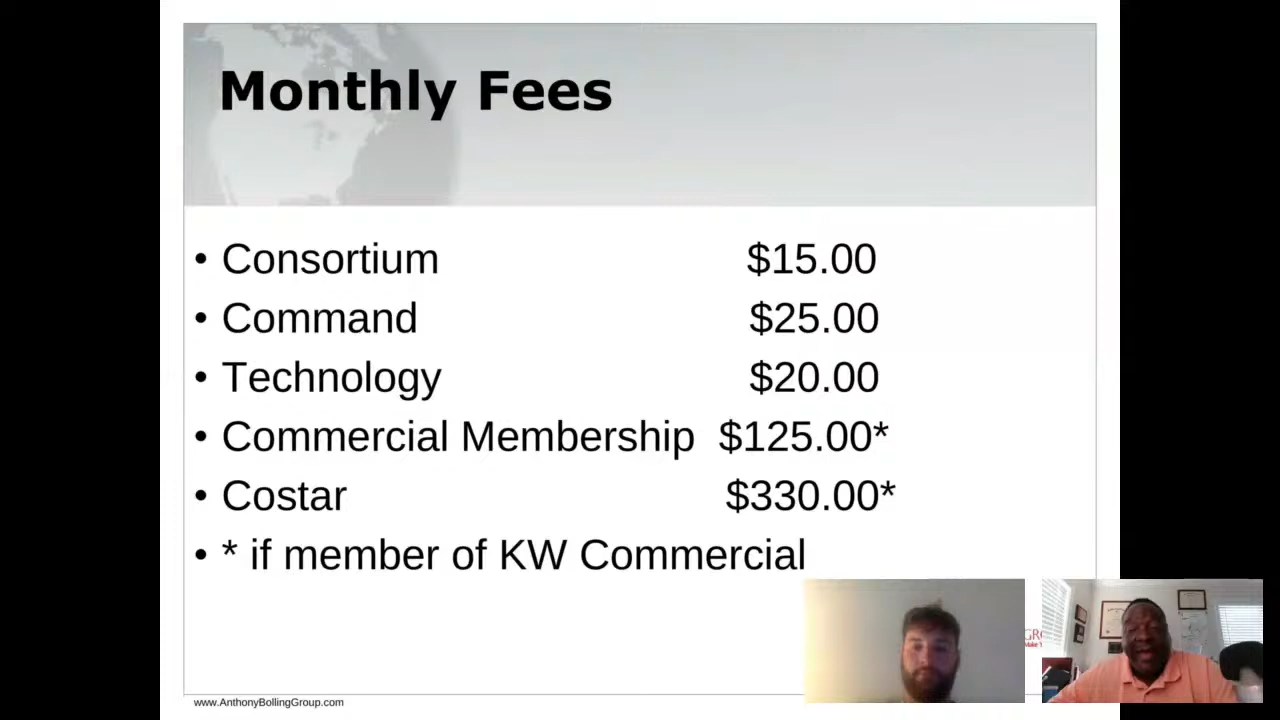 Monthly Fees
• Consortium $15.00
• Command $25.00
• Technology $20.00
• Commercial Membership $125.00*
• Costar $330.00*
• * if member of KW Commercial
www.AnthonyBollingGroup.com